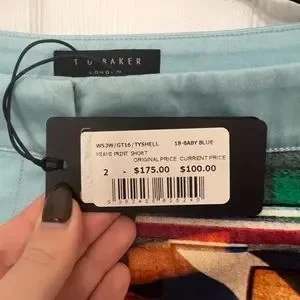 T D BAKER
LONDON
WS3W/GT16/TYSHELL 18-BABY BLUE
MIAMI PRINT SHORT
ORIGINAL PRICE CURRENT PRICE
2 - $175.00 $100.00